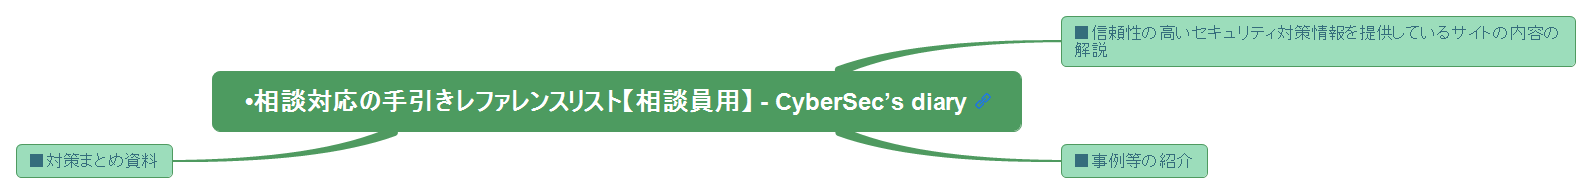 ■信頼性の高いセキュリティ対策情報を提供しているサイトの内容の
解説
•相談対応の手引きレファレンスリスト【相談員用】 - CyberSec’s diary
■対策まとめ資料
■事例等の紹介